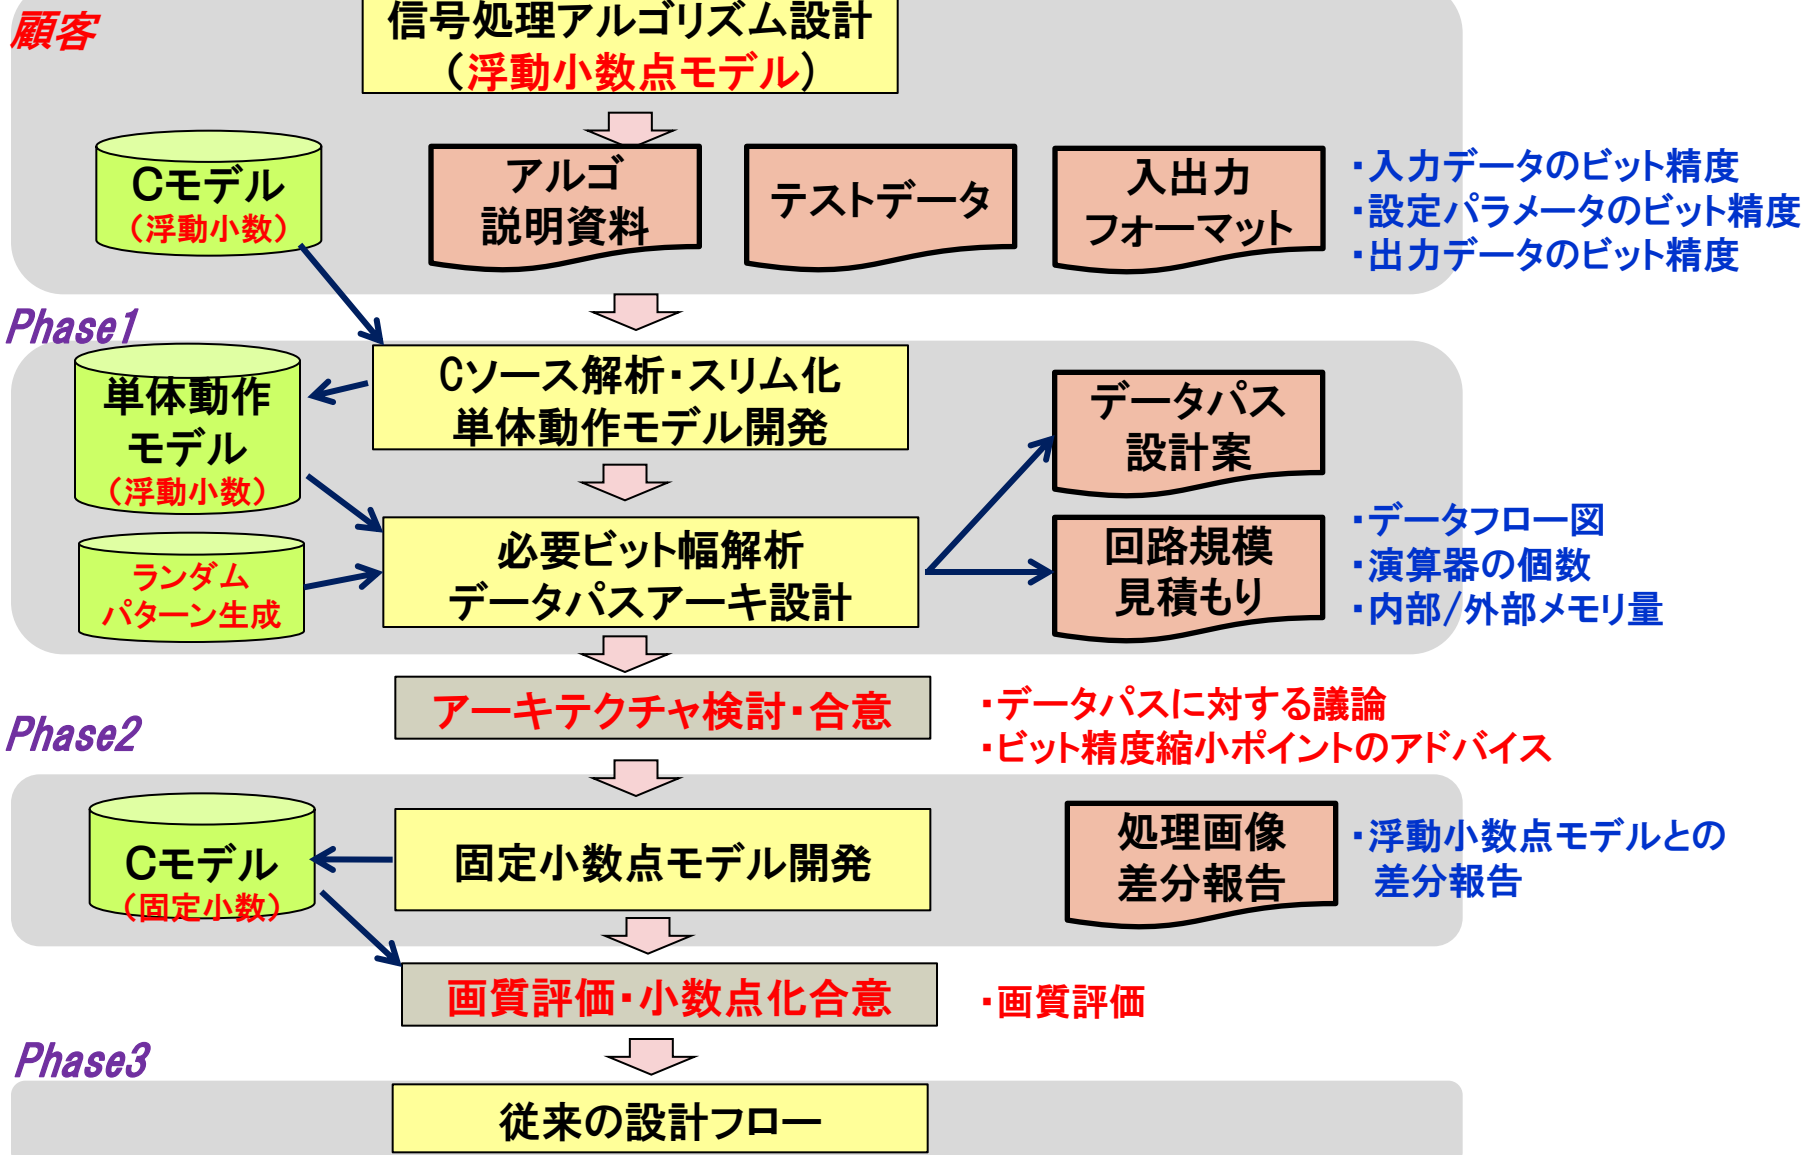 顧客
信号処理アルゴリズム設計
（浮動小数点モデル）
Cモデル
（浮動小数）
アルゴ
説明資料
テストデータ
入出力
フォーマット
・入力データのビット精度
・設定パラメータのビット精度
・出力データのビット精度
Phase1
単体動作
モデル
（浮動小数）
Cソース解析・スリム化
単体動作モデル開発
データパス
設計案
ランダム
パターン生成
必要ビット幅解析
データパスアーキ設計
回路規模
見積もり
・データフロー図
・演算器の個数
・内部/外部メモリ量
アーキテクチャ検討・合意
・データパスに対する議論
・ビット精度縮小ポイントのアドバイス
Phase2
Cモデル
（固定小数）
固定小数点モデル開発
処理画像
差分報告
・浮動小数点モデルとの
差分報告
画質評価・小数点化合意
・画質評価
Phase3
従来の設計フロー